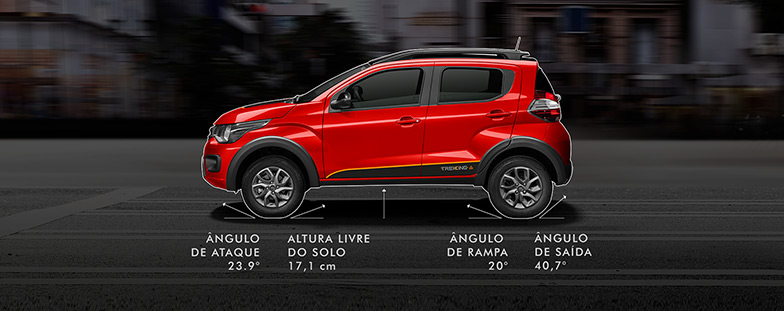 TREKKING
ÂNGULO
DE ATAQUE
23.9°
ALTURA LIVRE
DO SOLO
17,1 cm
ÂNGULO
DE RAMPA
20°
ÂNGULO
DE SAÍDA
40,7°